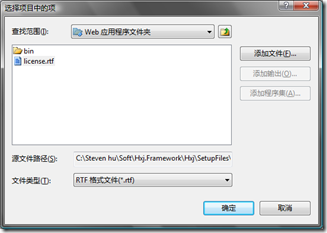 选择项目中的项
查找范围(I):
Web 应用程序文件夹
bin
license.rtf
添加文件(F)...
添加输出(O)...
添加程序集(A)...
源文件路径(S):
C:\Steven hu\Soft\Hxj.Framework\Hxj\SetupFiles\
文件类型(T):
RTF 格式文件(*.rtf)
确定
取消